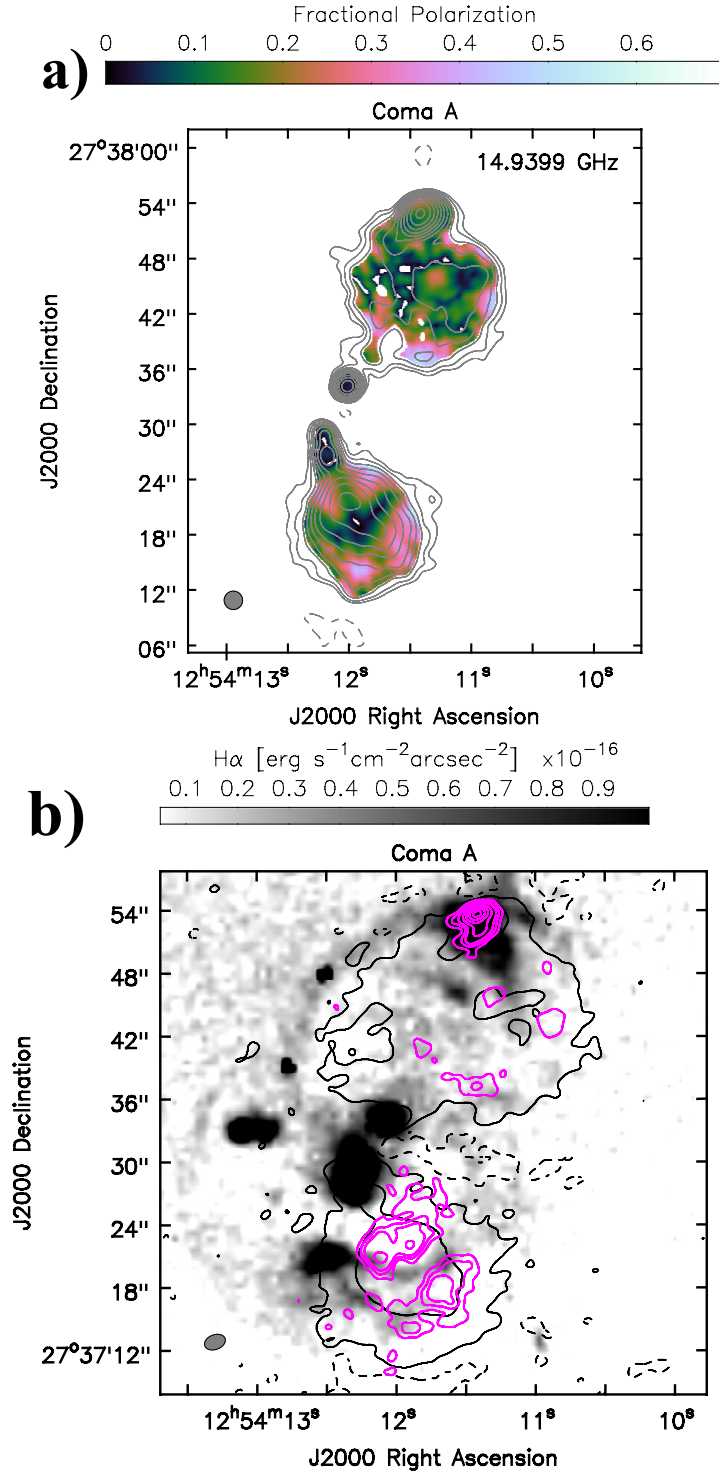 Fractional Polarization
a)
0 0.1 0.2 0.3 0.4 0.5 0.6
Coma A
14.9399 GHz
27°38'00"
54"
48"
42"
36"
30"
24"
18"
12"
06"
J2000 Declination
12ʰ54ᵐ13ˢ 12ˢ 11ˢ 10ˢ
J2000 Right Ascension
Hα [erg s⁻¹cm⁻²arcsec⁻²] x10⁻¹⁶
0.1 0.2 0.3 0.4 0.5 0.6 0.7 0.8 0.9
b)
Coma A
54"
48"
42"
36"
30"
24"
18"
27°37'12"
J2000 Declination
12ʰ54ᵐ13ˢ 12ˢ 11ˢ 10ˢ
J2000 Right Ascension